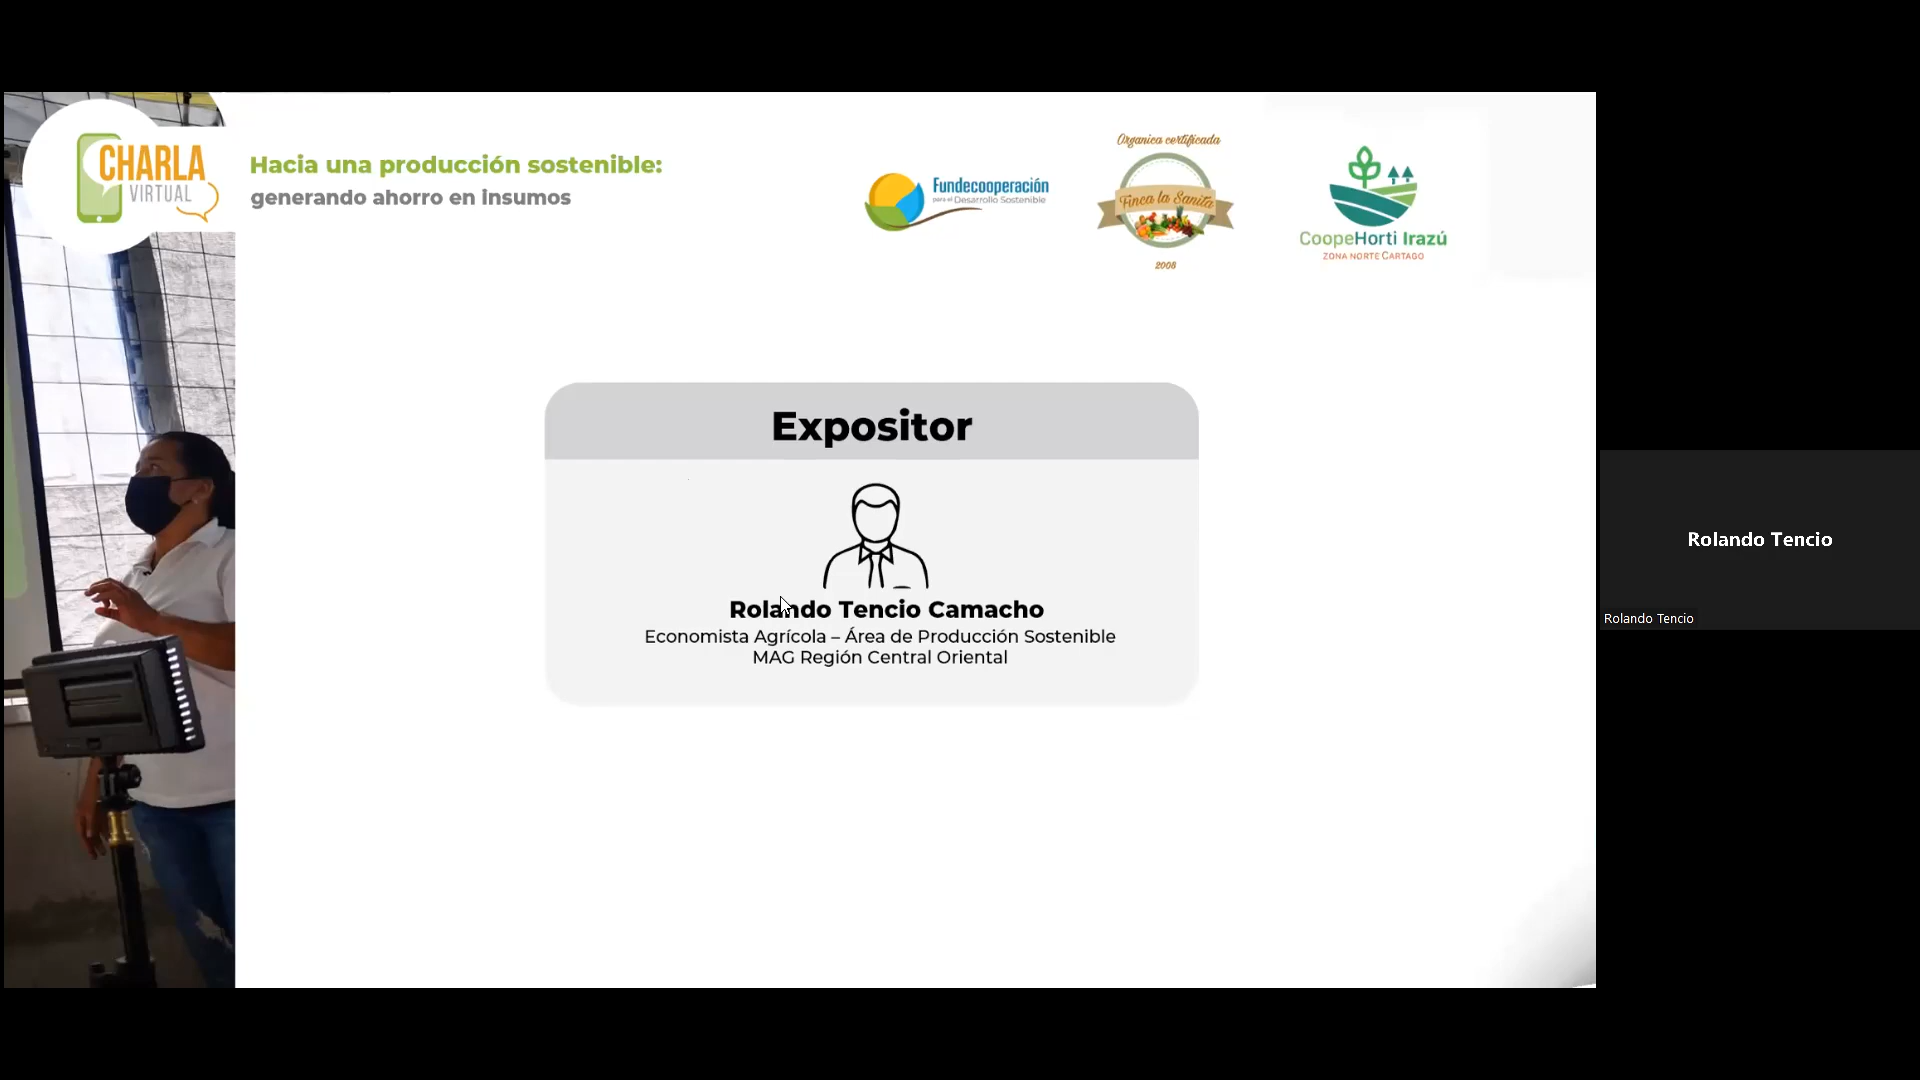 CHARLA
VIRTUAL
Hacia una producción sostenible:
generando ahorro en insumos
Fundecooperación
para el Desarrollo Sostenible
Organica certificada
Finca la Sanita
2008
CoopeHorti Irazú
ZONA NORTE CARTAGO
Expositor
Rolando Tencio Camacho
Economista Agrícola – Área de Producción Sostenible
MAG Región Central Oriental
Rolando Tencio
Rolando Tencio